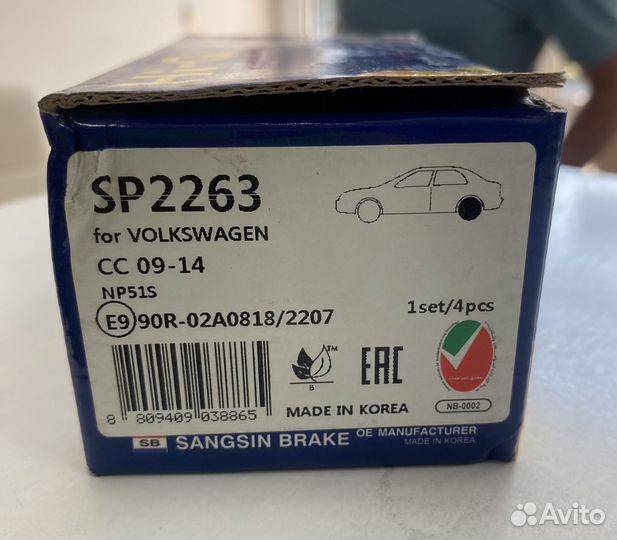 SP2263
for VOLKSWAGEN
CC 09-14
NP51S
E9 90R-02A0818/2207
1set/4pcs
TM
B
EAC
NB-0002
8 809409 038865
MADE IN KOREA
SB SANGSIN BRAKE OE MANUFACTURER
MADE IN KOREA
Avito